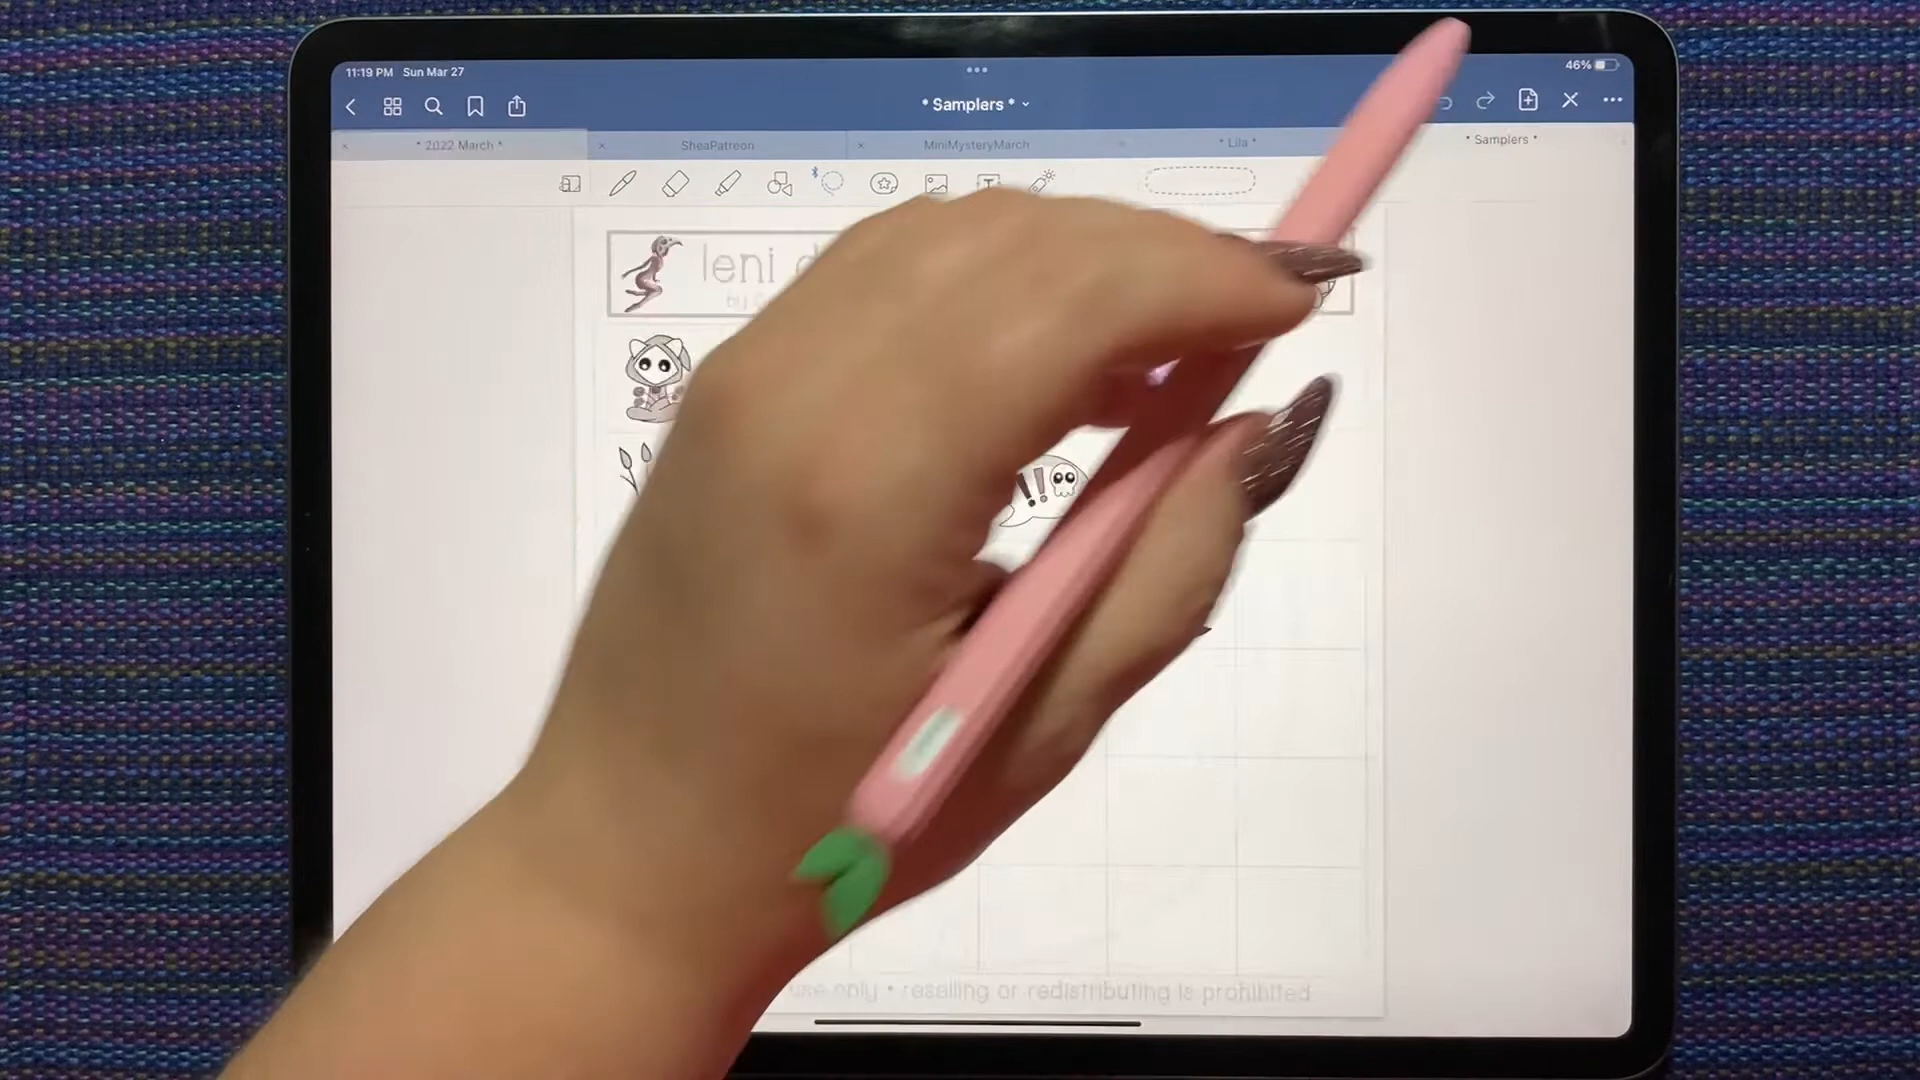 11:19 PM Sun Mar 27
46%
* Samplers *
* 2022 March *
SheaPatreon
MiniMysteryMarch
* Lila *
* Samplers *
leni
by
!!
use only • reselling or redistributing is prohibited